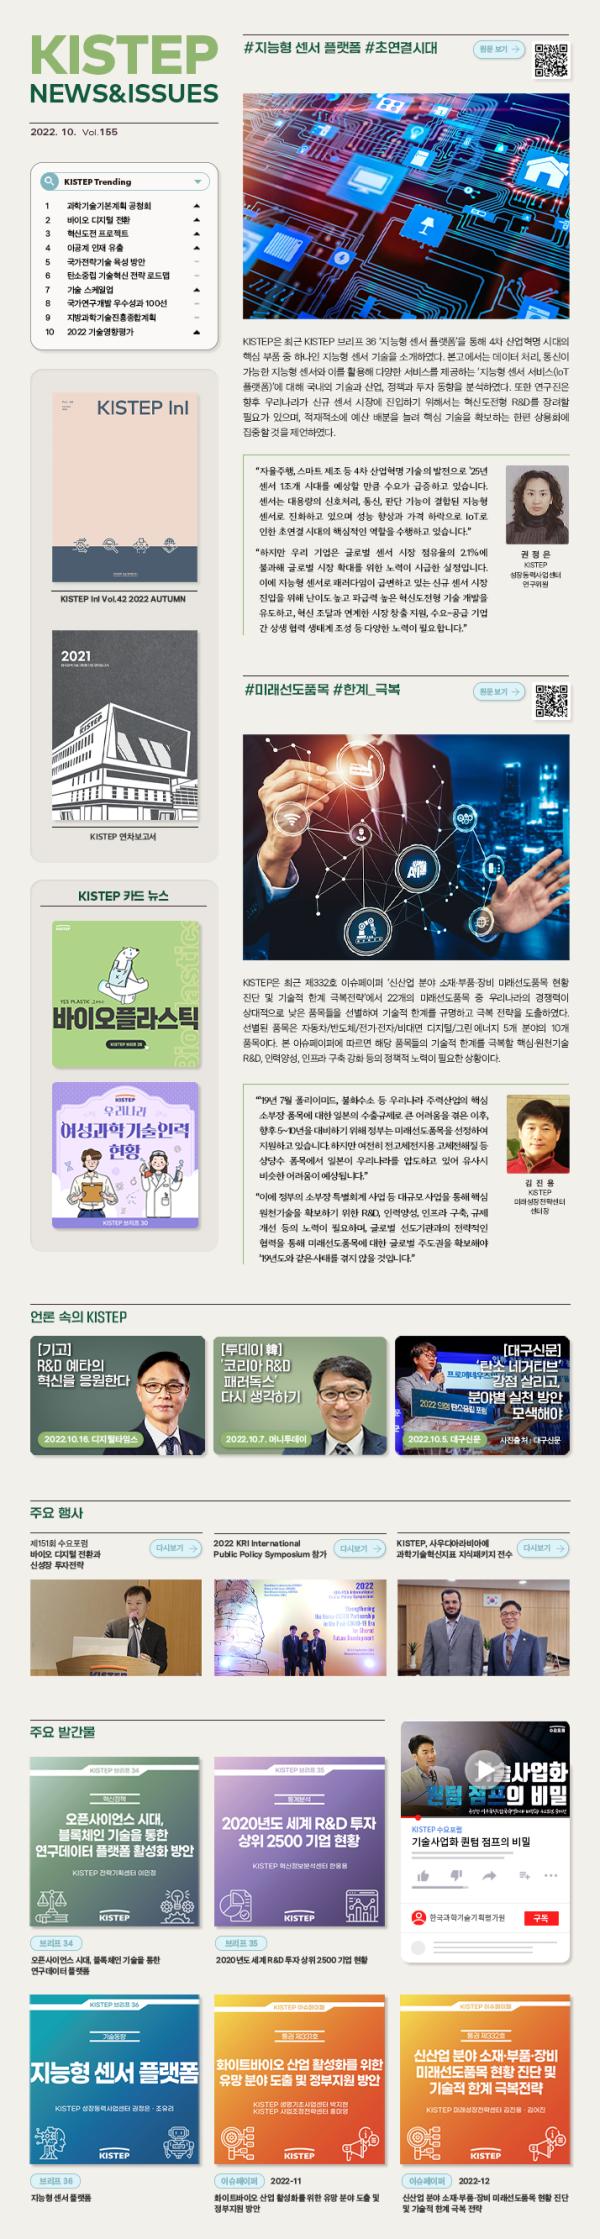 KISTEP
NEWS&ISSUES
2022. 10. Vol.155
KISTEP Trending
1 과학기술기본계획 공청회
2 바이오 디지털 전환
3 혁신도전 프로젝트
4 이공계 인재 유출
5 국가전략기술 육성 방안
6 탄소중립 기술혁신 전략 로드맵
7 기술 스케일업
8 국가연구개발 우수성과 100선
9 지방과학기술진흥종합계획
10 2022 기술영향평가
KISTEP InI
KISTEP InI Vol.42 2022 AUTUMN
2021
KISTEP
KISTEP 연차보고서
KISTEP 카드 뉴스
YES PLASTIC
바이오플라스틱
Bioplastics
KISTEP
우리나라
여성과학기술인력
현황
KISTEP 브리프 30
#지능형 센서 플랫폼 #초연결시대
원문 보기
KISTEP은 최근 KISTEP 브리프 36 '지능형 센서 플랫폼'을 통해 4차 산업혁명 시대의
핵심 부품 중 하나인 지능형 센서 기술을 소개하였다. 본고에서는 데이터 처리, 통신이
가능한 지능형 센서와 이를 활용해 다양한 서비스를 제공하는 '지능형 센서 서비스(IoT
플랫폼)'에 대해 국내외 기술과 산업, 정책과 투자 동향을 분석하였다. 또한 연구진은
향후 우리나라가 신규 센서 시장에 진입하기 위해서는 혁신도전형 R&D를 장려할
필요가 있으며, 적재적소에 예산 배분을 늘려 핵심 기술을 확보하는 한편 상용화에
집중할 것을 제언하였다.
"자율주행, 스마트 제조 등 4차 산업혁명 기술의 발전으로 '25년
센서 1조개 시대를 예상할 만큼 수요가 급증하고 있습니다.
센서는 대용량의 신호처리, 통신, 판단 기능이 결합된 지능형
센서로 진화하고 있으며 성능 향상과 가격 하락으로 IoT로
인한 초연결 시대의 핵심적인 역할을 수행하고 있습니다."
"하지만 우리 기업은 글로벌 센서 시장 점유율의 2.1%에
불과해 글로벌 시장 확대를 위한 노력이 시급한 실정입니다.
이에 지능형 센서로 패러다임이 급변하고 있는 신규 센서 시장
진입을 위해 난이도 높고 파급력 높은 혁신도전형 기술 개발을
유도하고, 혁신 조달과 연계한 시장 창출 지원, 수요-공급 기업
간 상생 협력 생태계 조성 등 다양한 노력이 필요합니다."
권 정 은
KISTEP
성장동력사업센터
연구위원
#미래선도품목 #한계_극복
원문 보기
KISTEP은 최근 제332호 이슈페이퍼 '신산업 분야 소재·부품·장비 미래선도품목 현황
진단 및 기술적 한계 극복전략'에서 22개의 미래선도품목 중 우리나라의 경쟁력이
상대적으로 낮은 품목들을 선별하여 기술적 한계를 규명하고 극복 전략을 도출하였다.
선별된 품목은 자동차/반도체/전기·전자/비대면 디지털/그린 에너지 5개 분야의 10개
품목이다. 본 이슈페이퍼에 따르면 해당 품목들의 기술적 한계를 극복할 핵심·원천기술
R&D, 인력양성, 인프라 구축 강화 등의 정책적 노력이 필요한 상황이다.
"'19년 7월 폴리이미드, 불화수소 등 우리나라 주력산업의 핵심
소부장 품목에 대한 일본의 수출규제로 큰 어려움을 겪은 이후,
향후 5~10년을 대비하기 위해 정부는 미래선도품목을 선정하여
지원하고 있습니다. 하지만 여전히 전고체전지용 고체전해질 등
상당수 품목에서 일본이 우리나라를 압도하고 있어 유사시
비슷한 어려움이 예상됩니다."
"이에 정부의 소부장 특별회계 사업 등 대규모 사업을 통해 핵심
원천기술을 확보하기 위한 R&D, 인력양성, 인프라 구축, 규제
개선 등의 노력이 필요하며, 글로벌 선도기관과의 전략적인
협력을 통해 미래선도품목에 대한 글로벌 주도권을 확보해야
'19년도와 같은 사태를 겪지 않을 것입니다."
김 진 용
KISTEP
미래성장전략센터
센터장
언론 속의 KISTEP
[기고]
R&D 예타의
혁신을 응원한다
2022.10.16. 디지털타임스
[투데이 韓]
'코리아 R&D
패러독스'
다시 생각하기
2022.10.7. 머니투데이
[대구신문]
'탄소 네거티브'
강점 살리고,
분야별 실천 방안
모색해야
2022.10.5. 대구신문
사진출처 : 대구신문
주요 행사
제151회 수요포럼
바이오 디지털 전환과
신성장 투자전략
다시보기
2022 KRI International
Public Policy Symposium 참가
다시보기
KISTEP, 사우디아라비아에
과학기술혁신지표 지식패키지 전수
다시보기
KISTEP
2022
주요 발간물
KISTEP 브리프 34
혁신정책
오픈사이언스 시대,
블록체인 기술을 통한
연구데이터 플랫폼 활성화 방안
KISTEP 전략기획센터 이민정
KISTEP
브리프 34
오픈사이언스 시대, 블록체인 기술을 통한
연구데이터 플랫폼
KISTEP 브리프 35
통계분석
2020년도 세계 R&D 투자
상위 2500 기업 현황
KISTEP 혁신정보분석센터 한웅용
KISTEP
브리프 35
2020년도 세계 R&D 투자 상위 2500 기업 현황
기술사업화
퀀텀 점프의 비밀
KISTEP 수요포럼
기술사업화 퀀텀 점프의 비밀
한국과학기술기획평가원
구독
KISTEP 브리프 36
기술동향
지능형 센서 플랫폼
KISTEP 성장동력사업센터 권정은 · 조유리
KISTEP
브리프 36
지능형 센서 플랫폼
KISTEP 이슈페이퍼
통권 제331호
화이트바이오 산업 활성화를 위한
유망 분야 도출 및 정부지원 방안
KISTEP 생명기초사업센터 박지현
KISTEP 사업조정전략센터 홍미영
KISTEP
이슈페이퍼 2022-11
화이트바이오 산업 활성화를 위한 유망 분야 도출 및
정부지원 방안
KISTEP 이슈페이퍼
통권 제332호
신산업 분야 소재·부품·장비
미래선도품목 현황 진단 및
기술적 한계 극복전략
KISTEP 미래성장전략센터 김진용 · 김어진
KISTEP
이슈페이퍼 2022-12
신산업 분야 소재·부품·장비 미래선도품목 현황 진단
및 기술적 한계 극복 전략